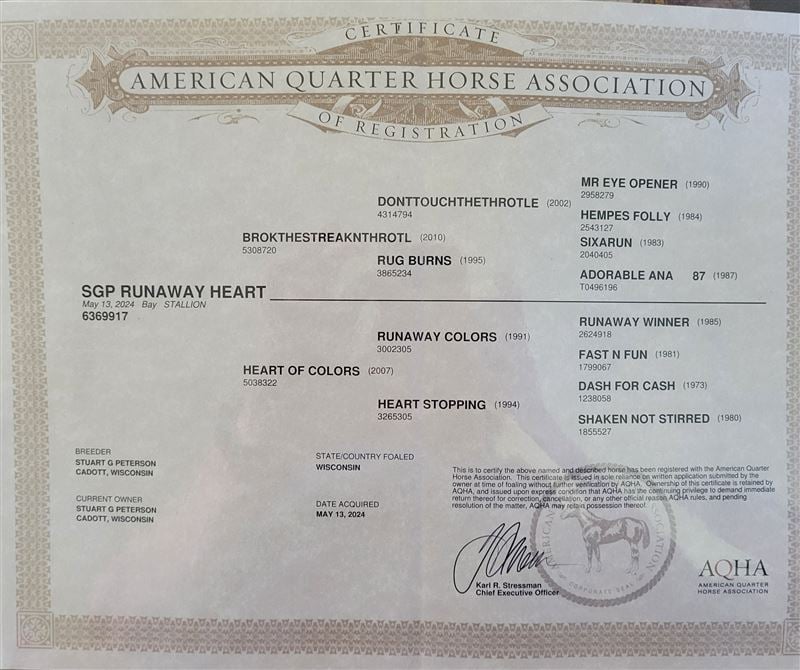 CERTIFICATE
AMERICAN QUARTER HORSE ASSOCIATION
OF REGISTRATION
MR EYE OPENER (1990)
2958279
DONTTOUCHTHETHROTLE (2002)
4314794
HEMPES FOLLY (1984)
2543127
BROKTHESTREAKNTHROTL (2010)
5308720
SIXARUN (1983)
2040405
RUG BURNS (1995)
3865234
ADORABLE ANA 87 (1987)
T0496196
SGP RUNAWAY HEART
May 13, 2024 Bay STALLION
6369917
RUNAWAY WINNER (1985)
2624918
RUNAWAY COLORS (1991)
3002305
FAST N FUN (1981)
1799067
HEART OF COLORS (2007)
5038322
DASH FOR CASH (1973)
1238058
HEART STOPPING (1994)
3265305
SHAKEN NOT STIRRED (1980)
1855527
BREEDER
STUART G PETERSON
CADOTT, WISCONSIN
STATE/COUNTRY FOALED
WISCONSIN
CURRENT OWNER
STUART G PETERSON
CADOTT, WISCONSIN
DATE ACQUIRED
MAY 13, 2024
This is to certify the above named and described horse has been registered with the American Quarter
Horse Association. This certificate is issued in sole reliance on written application submitted by the
owner at time of foaling without further verification by AQHA. Ownership of this certificate is retained by
AQHA, and issued upon express condition that AQHA has the continuing privilege to demand immediate
return thereof for correction, cancellation, or any other official reason AQHA rules, and pending
resolution of the matter, AQHA may retain possession thereof.
Karl R. Stressman
Chief Executive Officer
AMERICAN
ASSOCIATION
CORPORATE SEAL
AQHA
AMERICAN QUARTER
HORSE ASSOCIATION